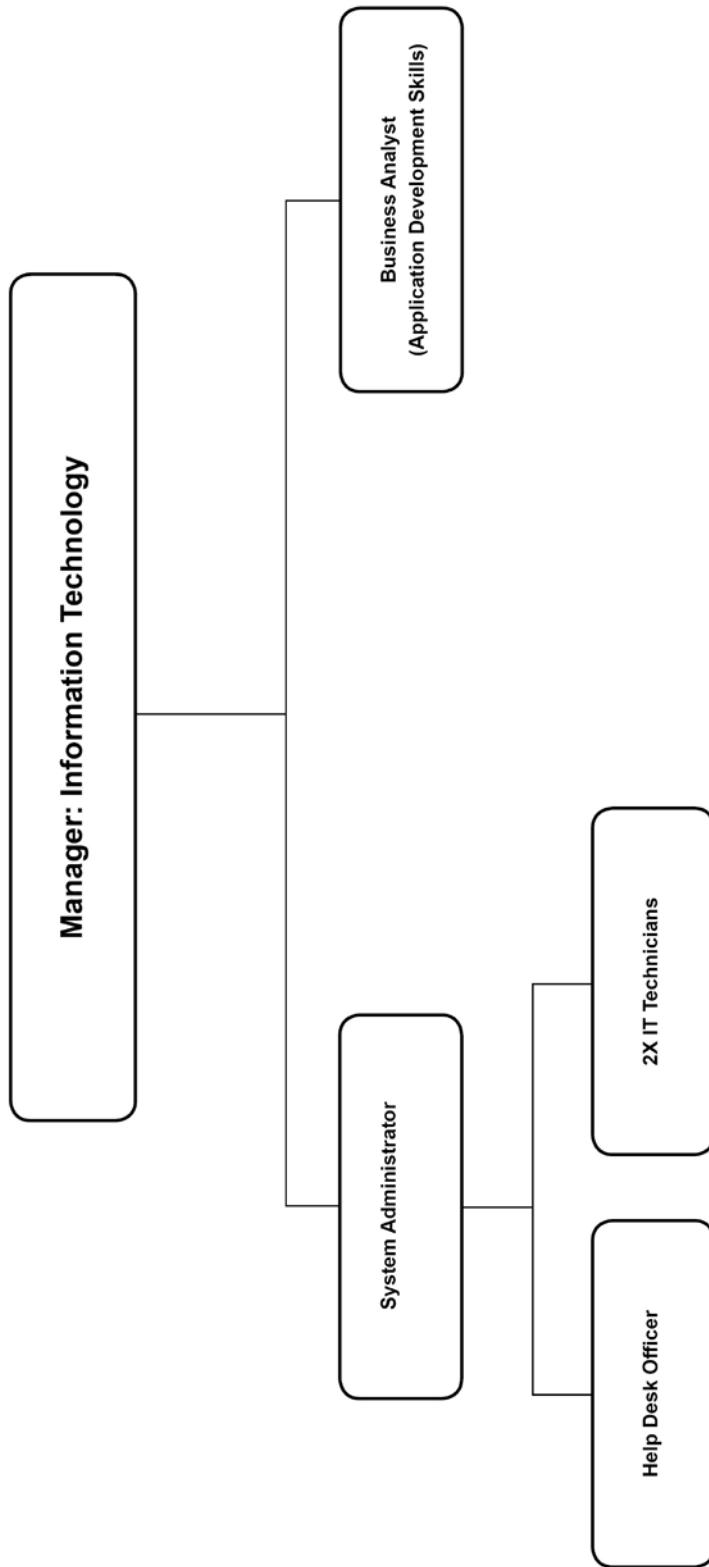 Manager: Information Technology
System Administrator
Business Analyst
(Application Development Skills)
Help Desk Officer
2X IT Technicians